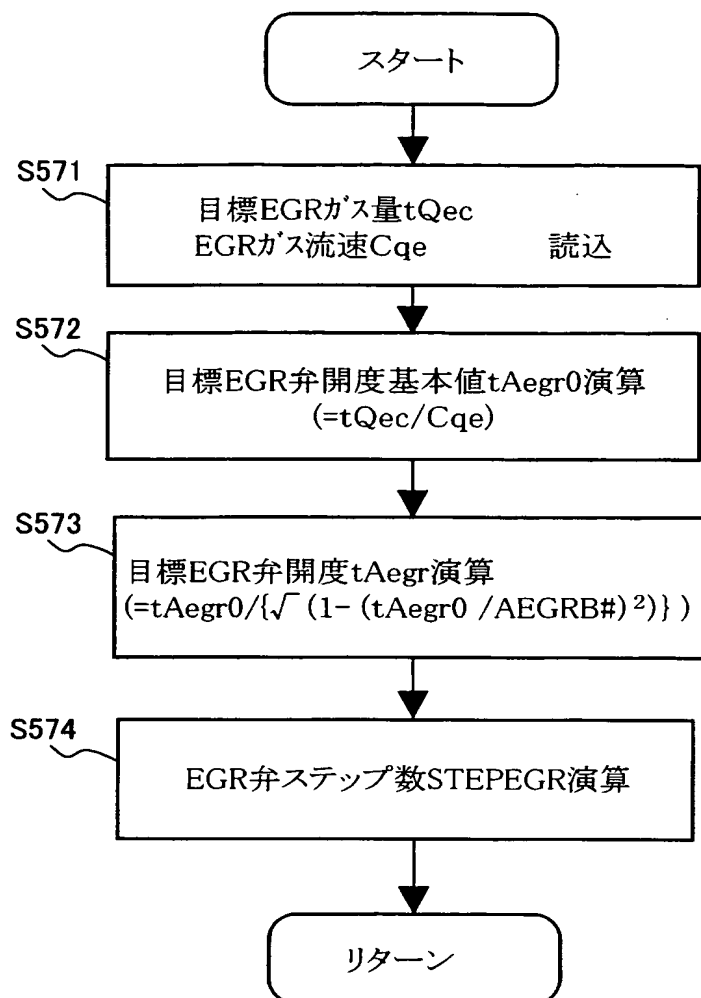 スタート
S571
目標EGRガス量tQec
EGRガス流速Cqe 読込
S572
目標EGR弁開度基本値tAegr0演算
(=tQec/Cqe)
S573
目標EGR弁開度tAegr演算
(=tAegr0/{√(1-(tAegr0 /AEGRB#)²)})
S574
EGR弁ステップ数STEPEGR演算
リターン